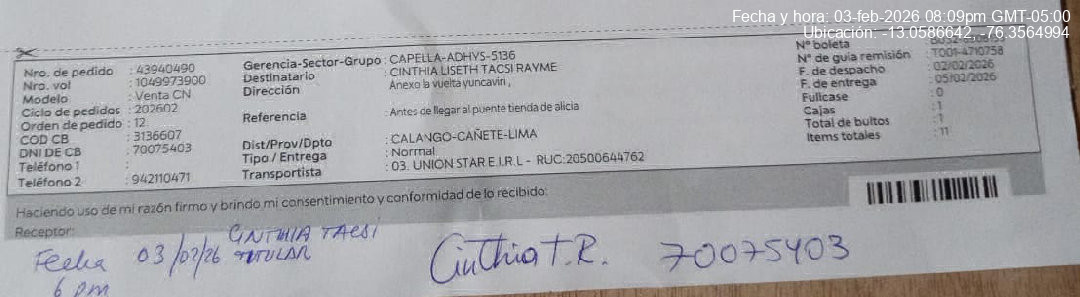 Fecha y hora: 03-feb-2026 08:09pm GMT-05:00
Ubicación: -13.0586642, -76.3564994
Nro. de pedido : 43940490
Nro. vol : 1049973900
Modelo : Venta CN
Ciclo de pedidos : 202602
Orden de pedido : 12
COD CB : 3136607
DNI DE CB : 70075403
Teléfono 1 :
Teléfono 2 : 942110471
Gerencia-Sector-Grupo : CAPELLA-ADHYS-5136
Destinatario : CINTHIA LISETH TACSI RAYME
Dirección Anexo la vuelta yuncaviri ,
Referencia : Antes de llegar al puente tienda de alicia
Dist/Prov/Dpto : CALANGO-CAÑETE-LIMA
Tipo / Entrega : Normal
Transportista : 03. UNION STAR E.I.R.L - RUC:20500644762
N° boleta
N° de guia remisión : T001-4710758
F. de despacho : 02/02/2026
F. de entrega : 05/02/2026
Fullcase : 0
Cajas : 1
Total de bultos : 1
Items totales : 11
Haciendo uso de mi razón firmo y brindo mi consentimiento y conformidad de lo recibido:
Receptor:
CINTHIA TACSI
Fecha 03/02/26 TITULAR
6 pm
Cinthia T. R. 70075403